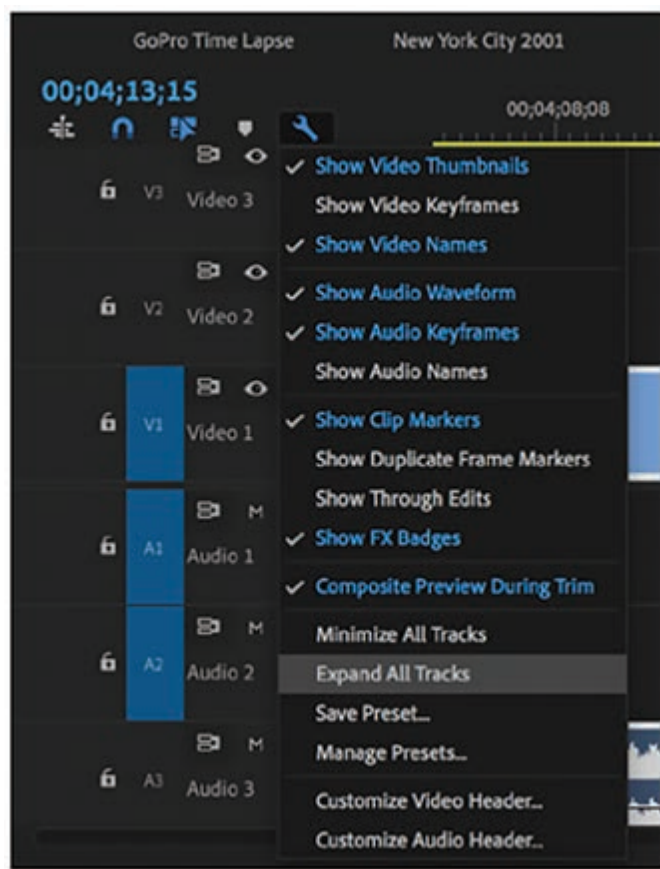 GoPro Time Lapse New York City 2001
00;04;13;15
00;04;08;08
V3 Video 3
V2 Video 2
V1 Video 1
A1 Audio 1 M
A2 Audio 2 M
A3 Audio 3 M
Show Video Thumbnails
Show Video Keyframes
Show Video Names
Show Audio Waveform
Show Audio Keyframes
Show Audio Names
Show Clip Markers
Show Duplicate Frame Markers
Show Through Edits
Show FX Badges
Composite Preview During Trim
Minimize All Tracks
Expand All Tracks
Save Preset...
Manage Presets...
Customize Video Header...
Customize Audio Header...